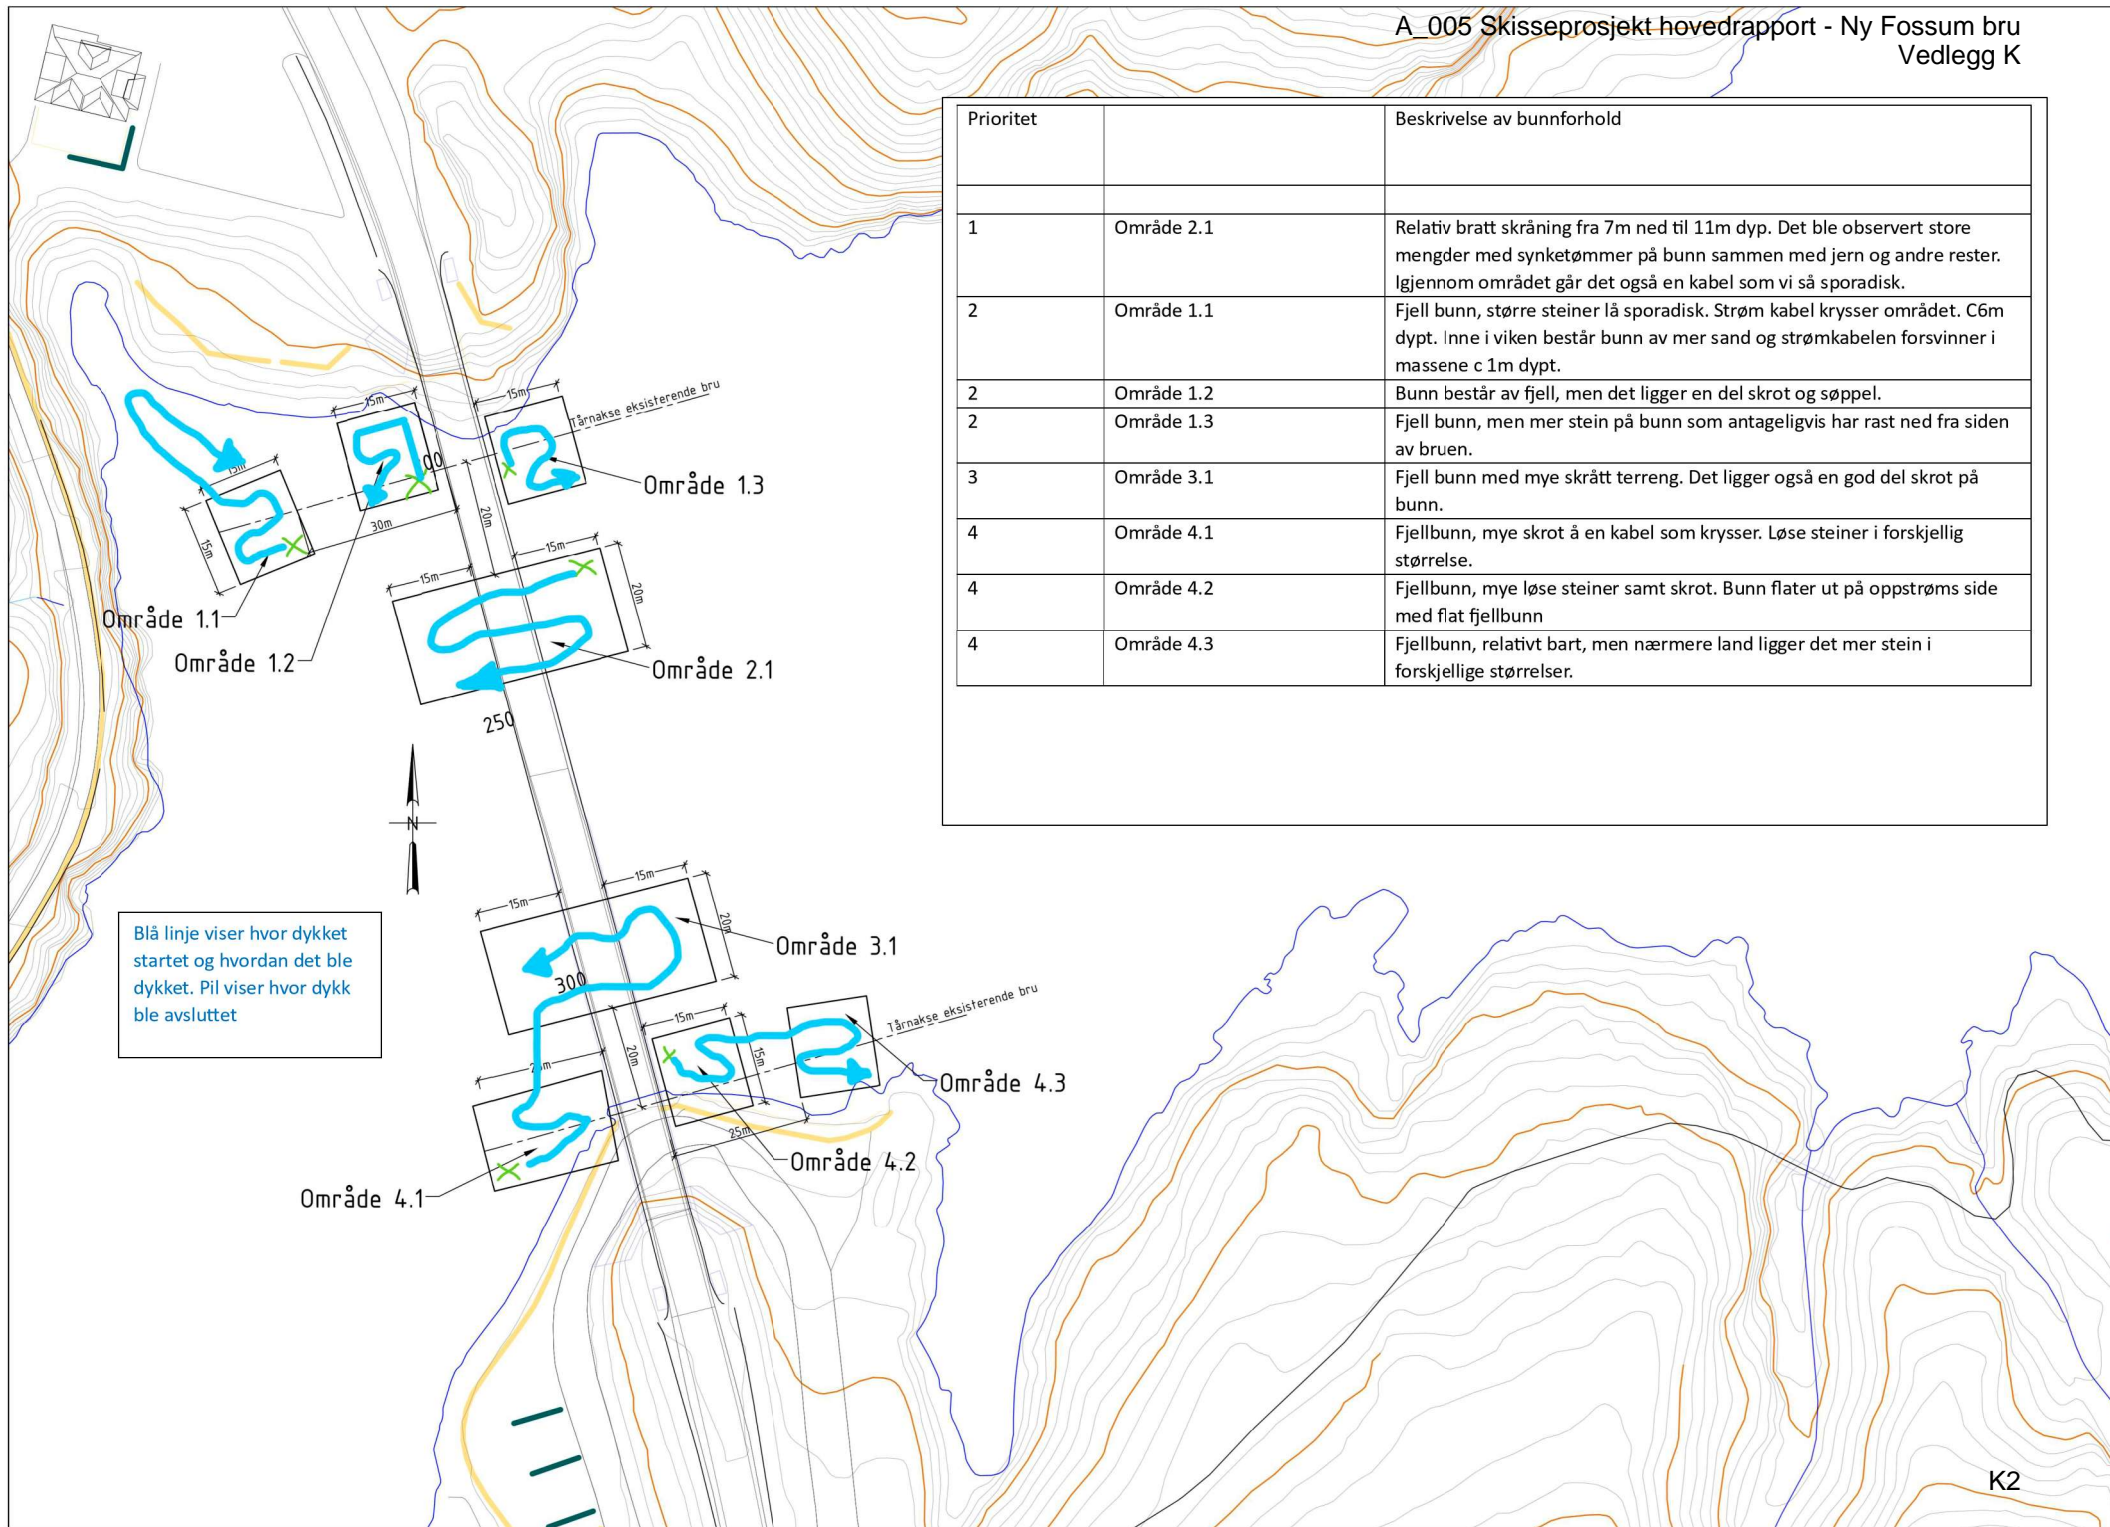 A_005 Skisseprosjekt hovedrapport - Ny Fossum bru
Vedlegg K
Prioritet
Beskrivelse av bunnforhold
1
Område 2.1
Relativ bratt skråning fra 7m ned til 11m dyp. Det ble observert store
mengder med synketømmer på bunn sammen med jern og andre rester.
Igjennom området går det også en kabel som vi så sporadisk.
2
Område 1.1
Fjell bunn, større steiner lå sporadisk. Strøm kabel krysser området. C6m
dypt. Inne i viken består bunn av mer sand og strømkabelen forsvinner i
massene c 1m dypt.
2
Område 1.2
Bunn består av fjell, men det ligger en del skrot og søppel.
2
Område 1.3
Fjell bunn, men mer stein på bunn som antageligvis har rast ned fra siden
av bruen.
3
Område 3.1
Fjell bunn med mye skrått terreng. Det ligger også en god del skrot på
bunn.
4
Område 4.1
Fjellbunn, mye skrot å en kabel som krysser. Løse steiner i forskjellig
størrelse.
4
Område 4.2
Fjellbunn, mye løse steiner samt skrot. Bunn flater ut på oppstrøms side
med flat fjellbunn
4
Område 4.3
Fjellbunn, relativt bart, men nærmere land ligger det mer stein i
forskjellige størrelser.
15m
15m
Tårnakse eksisterende bru
15m
00
Område 1.3
30m
20m
15m
15m
15m
20m
Område 1.1
Område 1.2
Område 2.1
250
N
15m
15m
20m
Blå linje viser hvor dykket
startet og hvordan det ble
dykket. Pil viser hvor dykk
ble avsluttet
Område 3.1
300
Tårnakse eksisterende bru
15m
20m
15m
Område 4.3
25m
Område 4.2
Område 4.1
K2